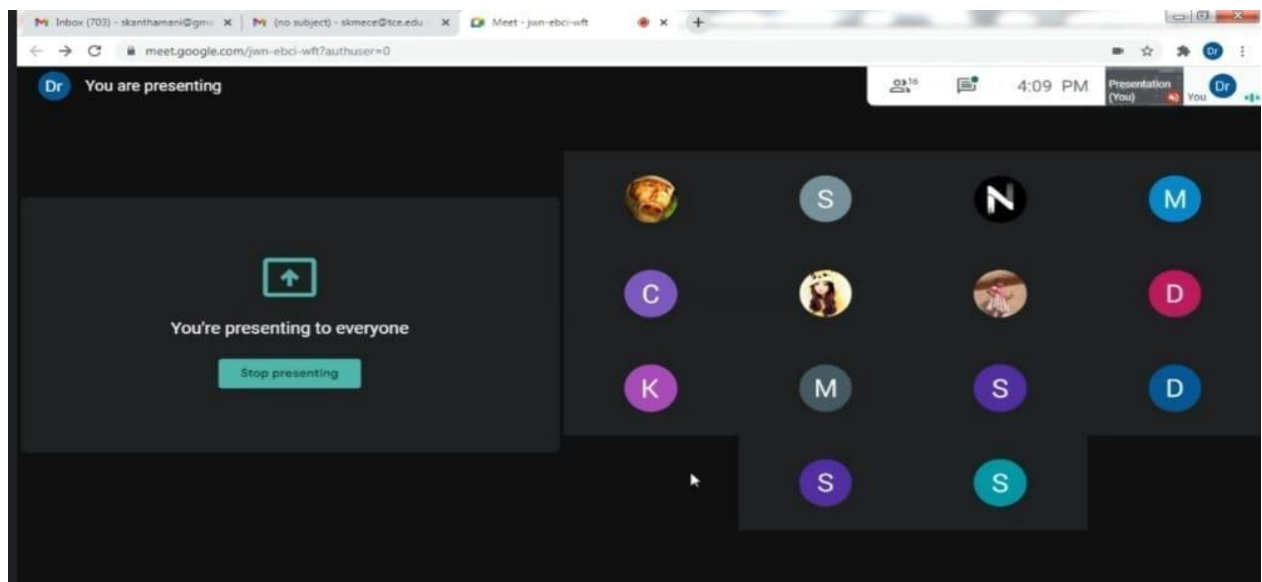 Inbox (703) - skanthamani@gma
(no subject) - skmece@tce.edu
Meet - jwn-ebci-wft
meet.google.com/jwn-ebci-wft?authuser=0
Dr
Dr
You are presenting
16
4:09 PM
Presentation
(You)
You
Dr
S
N
M
C
D
You're presenting to everyone
Stop presenting
K
M
S
D
S
S